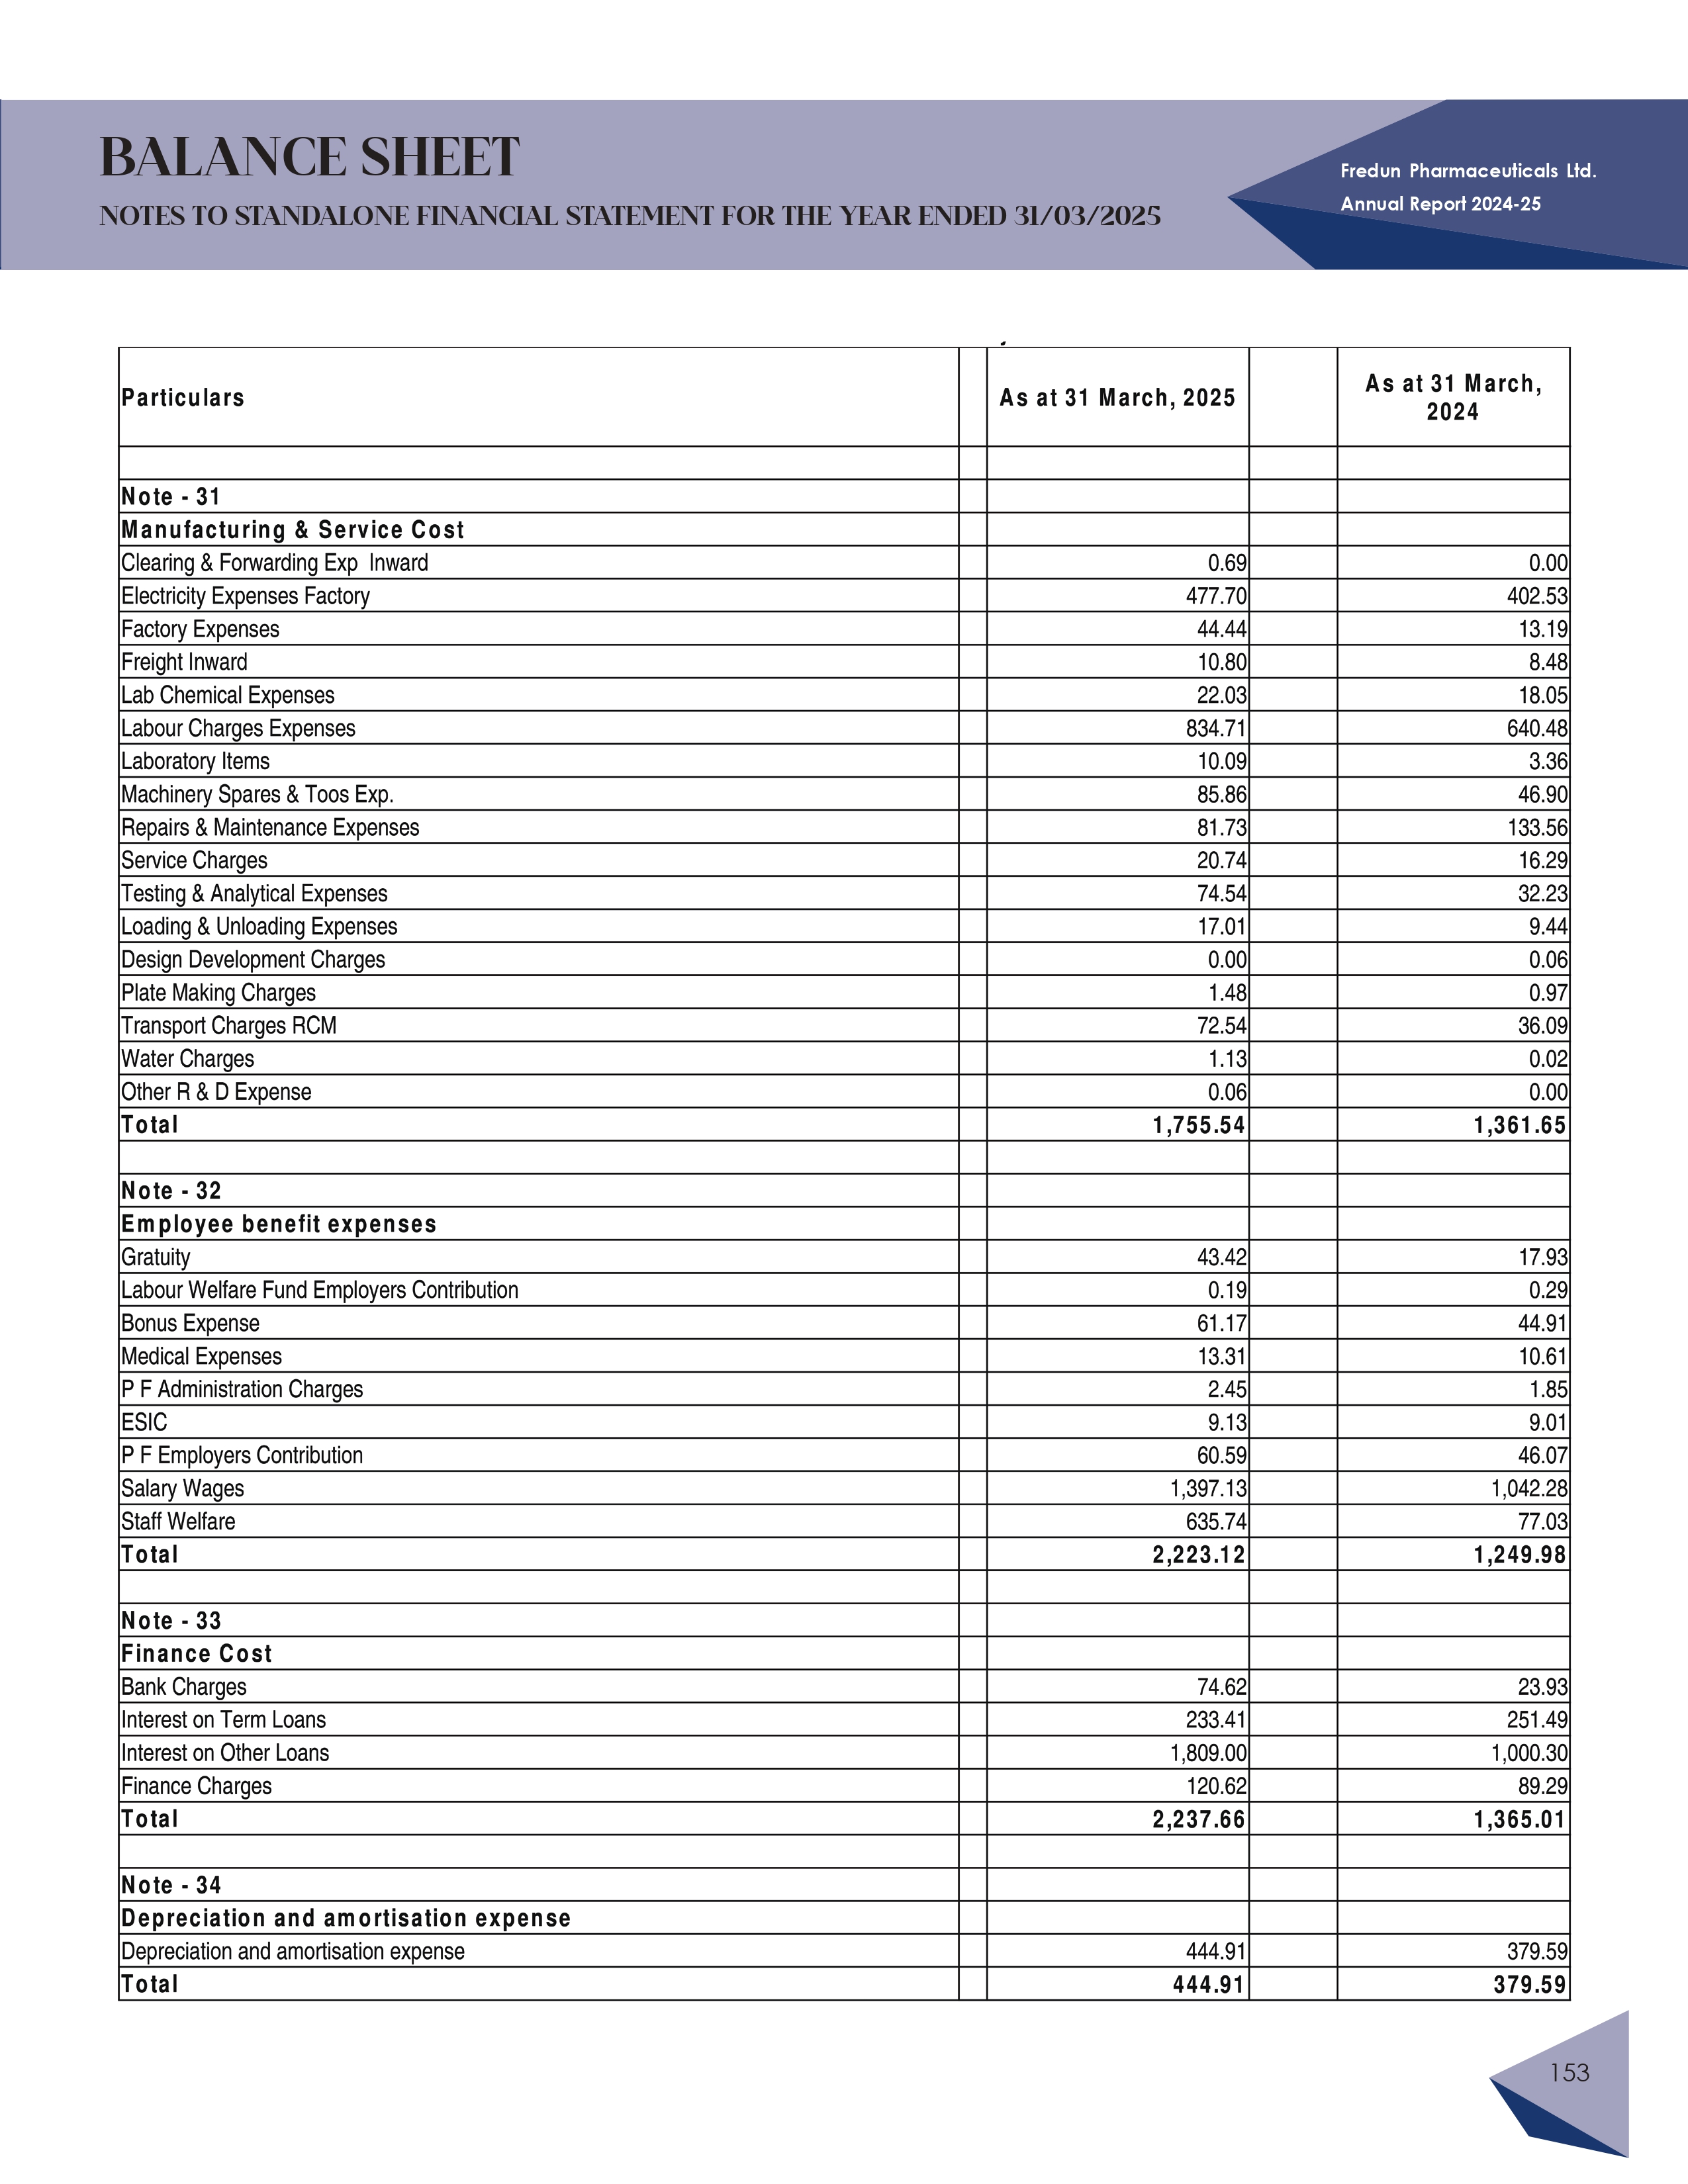 BALANCE SHEET
NOTES TO STANDALONE FINANCIAL STATEMENT FOR THE YEAR ENDED 31/03/2025
Fredun Pharmaceuticals Ltd.
Annual Report 2024-25
Particulars As at 31 March, 2025 As at 31 March, 2024
Note - 31
Manufacturing & Service Cost
Clearing & Forwarding Exp Inward 0.69 0.00
Electricity Expenses Factory 477.70 402.53
Factory Expenses 44.44 13.19
Freight Inward 10.80 8.48
Lab Chemical Expenses 22.03 18.05
Labour Charges Expenses 834.71 640.48
Laboratory Items 10.09 3.36
Machinery Spares & Toos Exp. 85.86 46.90
Repairs & Maintenance Expenses 81.73 133.56
Service Charges 20.74 16.29
Testing & Analytical Expenses 74.54 32.23
Loading & Unloading Expenses 17.01 9.44
Design Development Charges 0.00 0.06
Plate Making Charges 1.48 0.97
Transport Charges RCM 72.54 36.09
Water Charges 1.13 0.02
Other R & D Expense 0.06 0.00
Total 1,755.54 1,361.65
Note - 32
Employee benefit expenses
Gratuity 43.42 17.93
Labour Welfare Fund Employers Contribution 0.19 0.29
Bonus Expense 61.17 44.91
Medical Expenses 13.31 10.61
P F Administration Charges 2.45 1.85
ESIC 9.13 9.01
P F Employers Contribution 60.59 46.07
Salary Wages 1,397.13 1,042.28
Staff Welfare 635.74 77.03
Total 2,223.12 1,249.98
Note - 33
Finance Cost
Bank Charges 74.62 23.93
Interest on Term Loans 233.41 251.49
Interest on Other Loans 1,809.00 1,000.30
Finance Charges 120.62 89.29
Total 2,237.66 1,365.01
Note - 34
Depreciation and amortisation expense
Depreciation and amortisation expense 444.91 379.59
Total 444.91 379.59
153